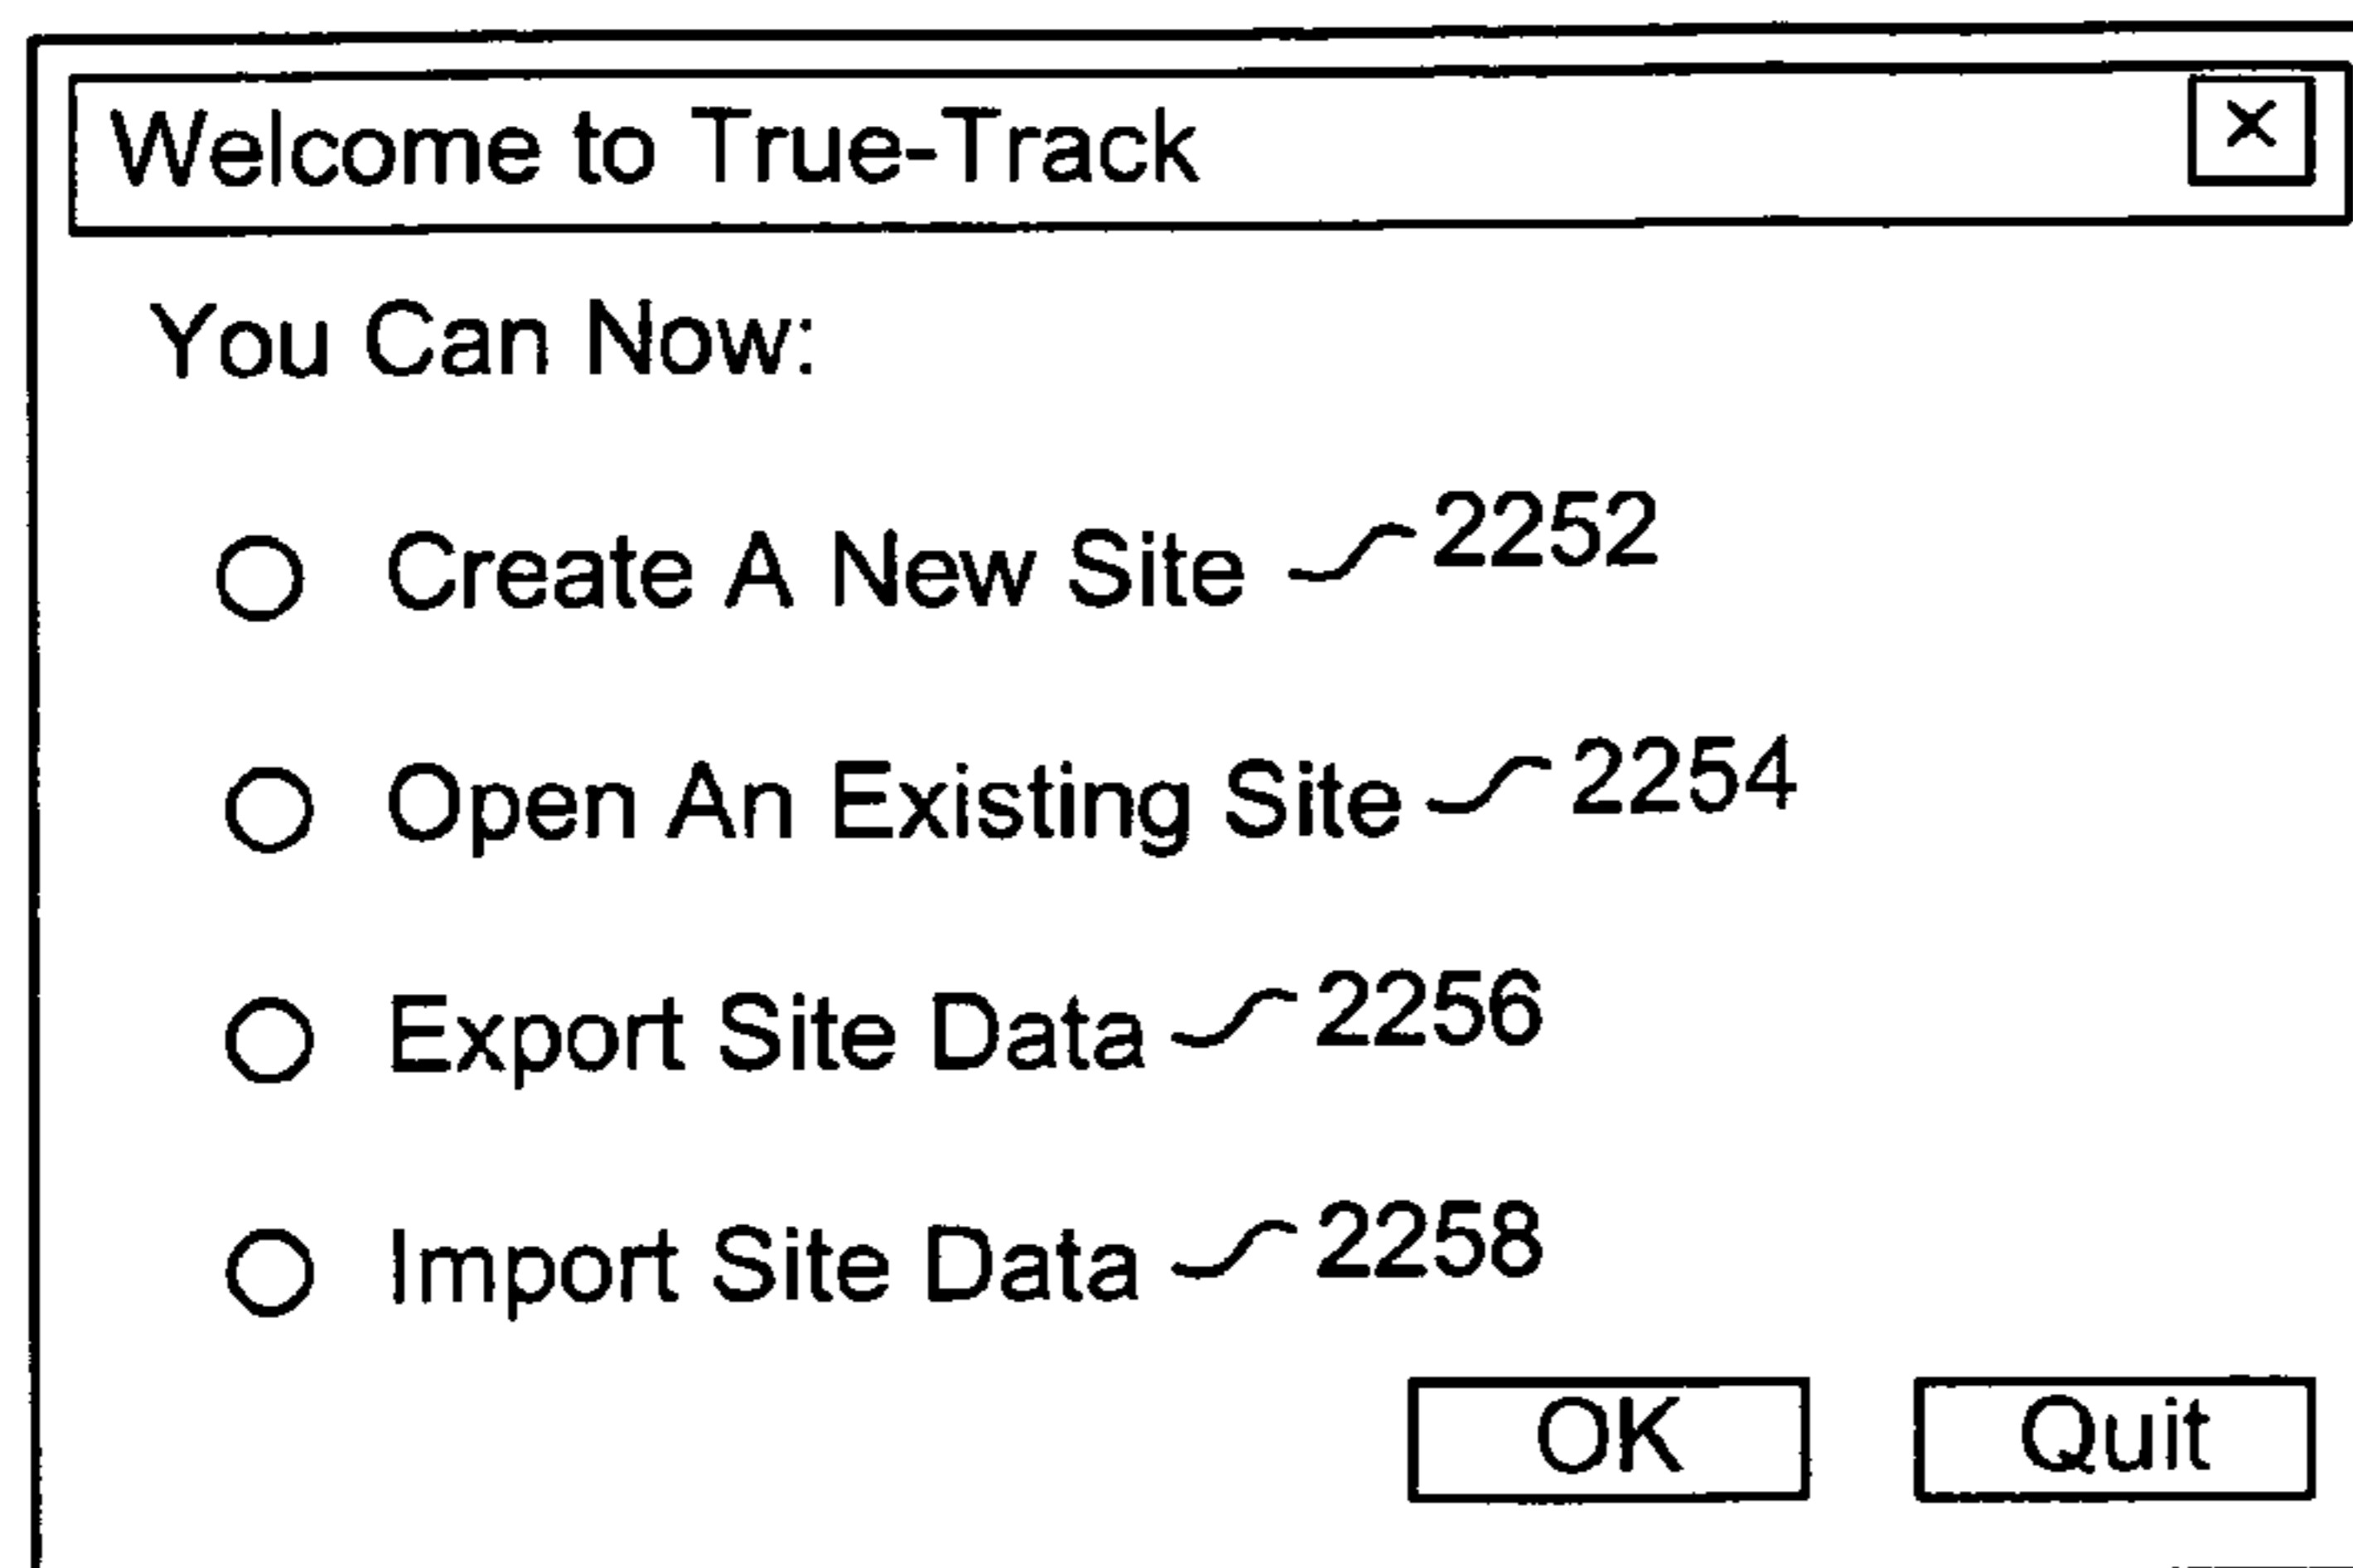 Welcome to True-Track
×
You Can Now:
Create A New Site 2252
Open An Existing Site 2254
Export Site Data 2256
Import Site Data 2258
OK Quit